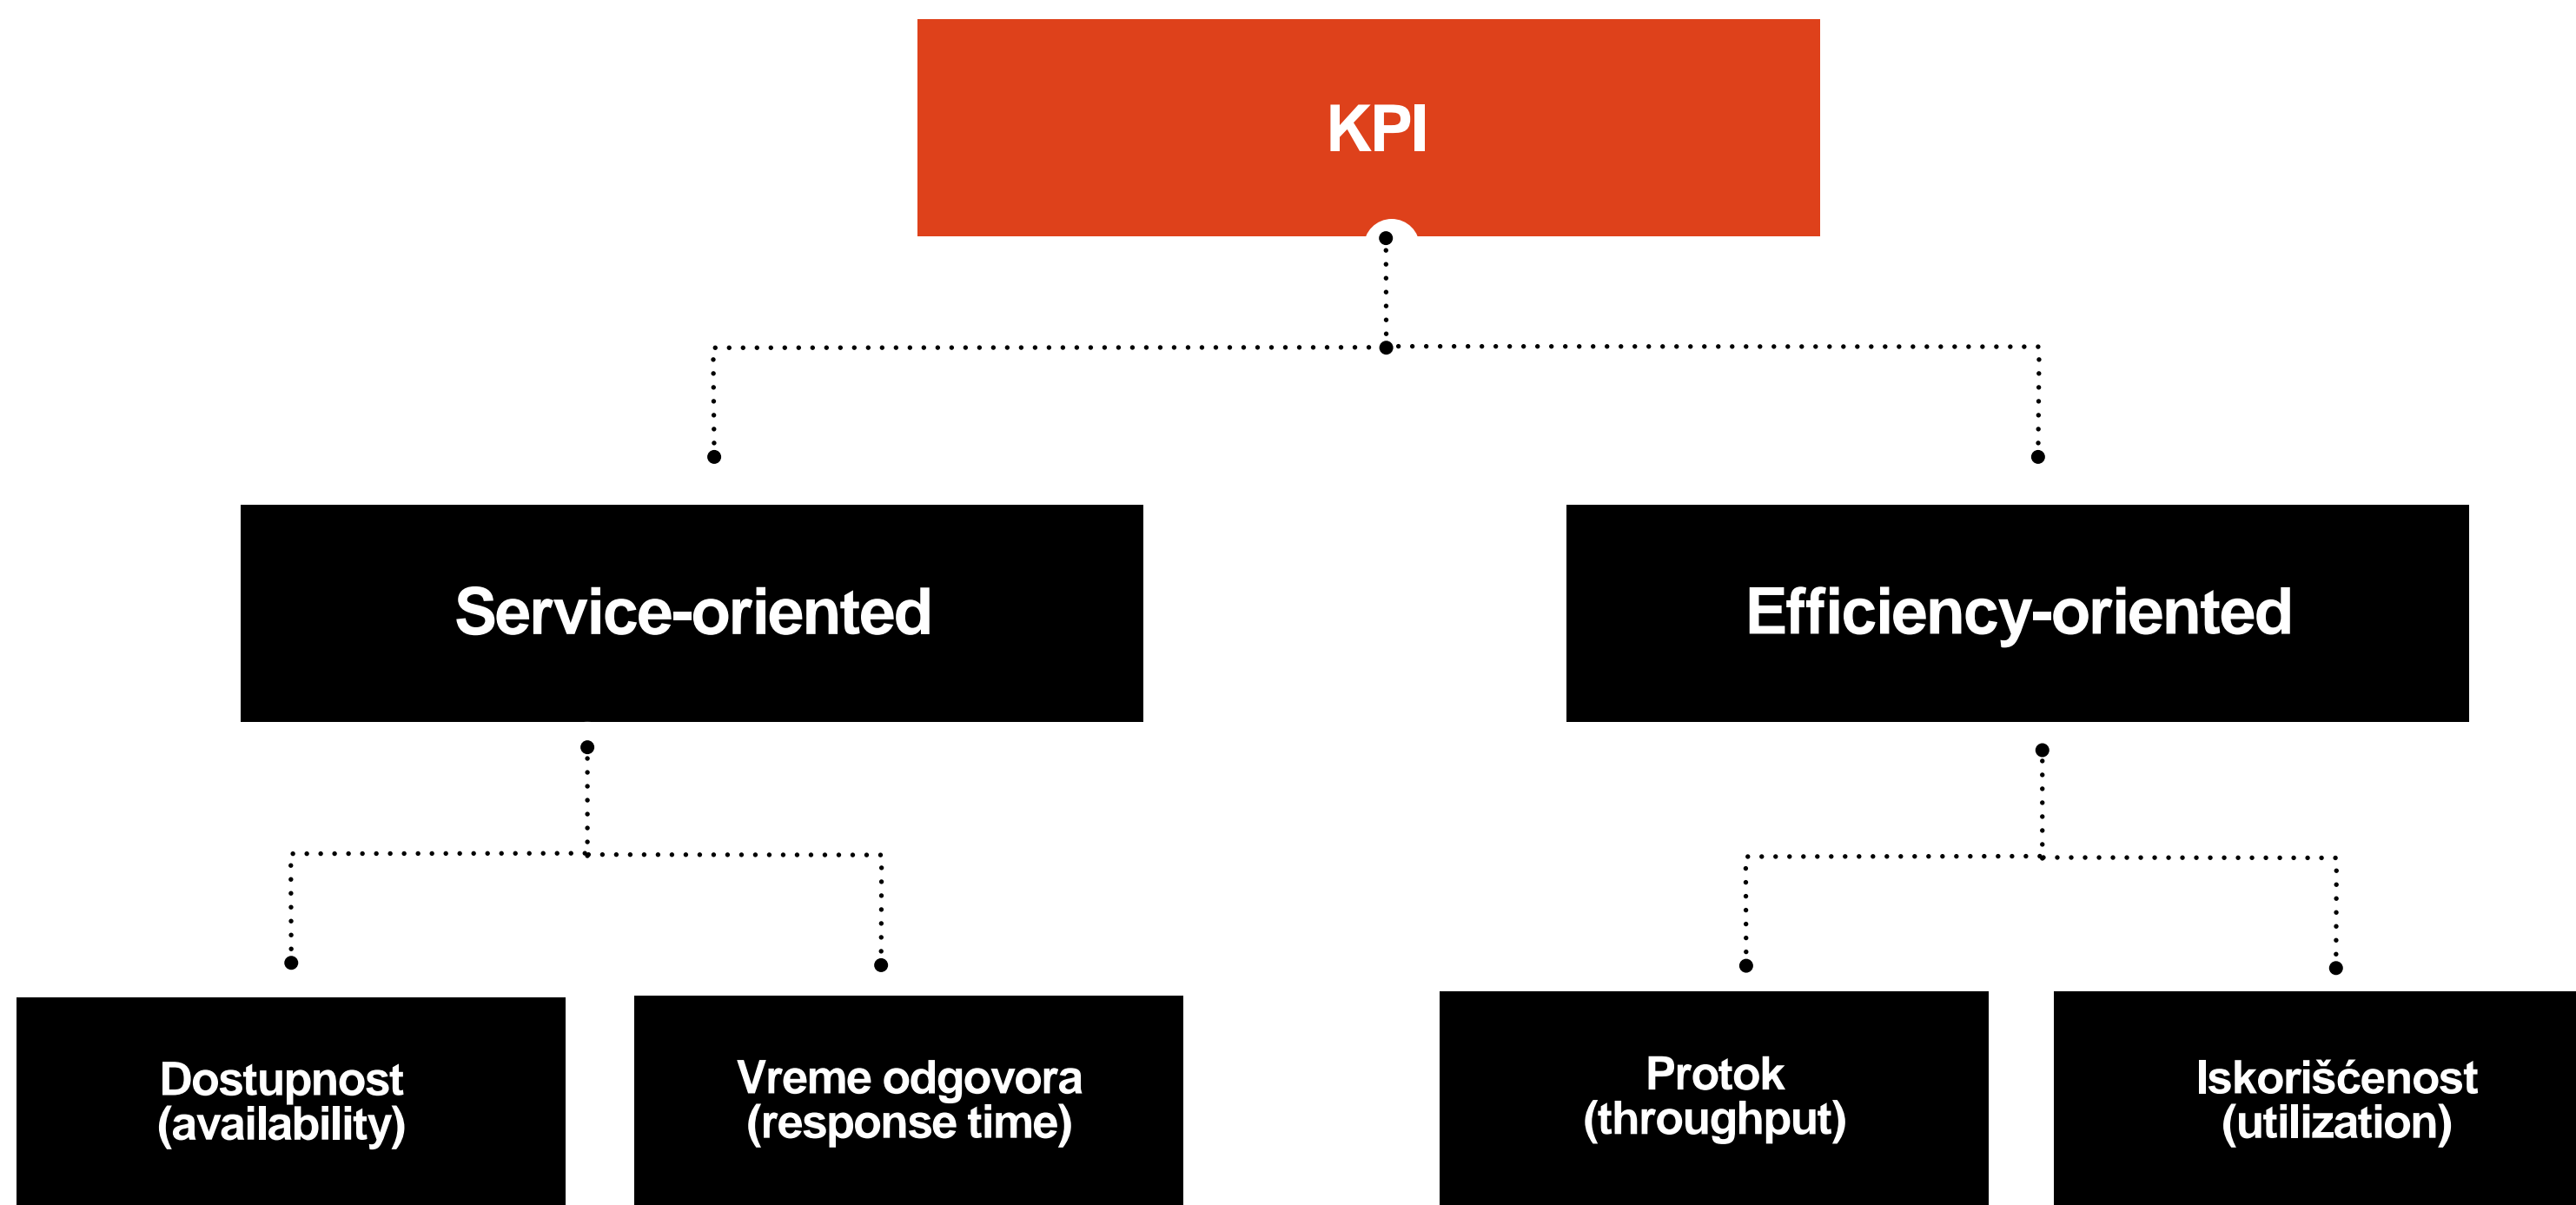 KPI
Service-oriented
Efficiency-oriented
Dostupnost
(availability)
Vreme odgovora
(response time)
Protok
(throughput)
Iskorišćenost
(utilization)